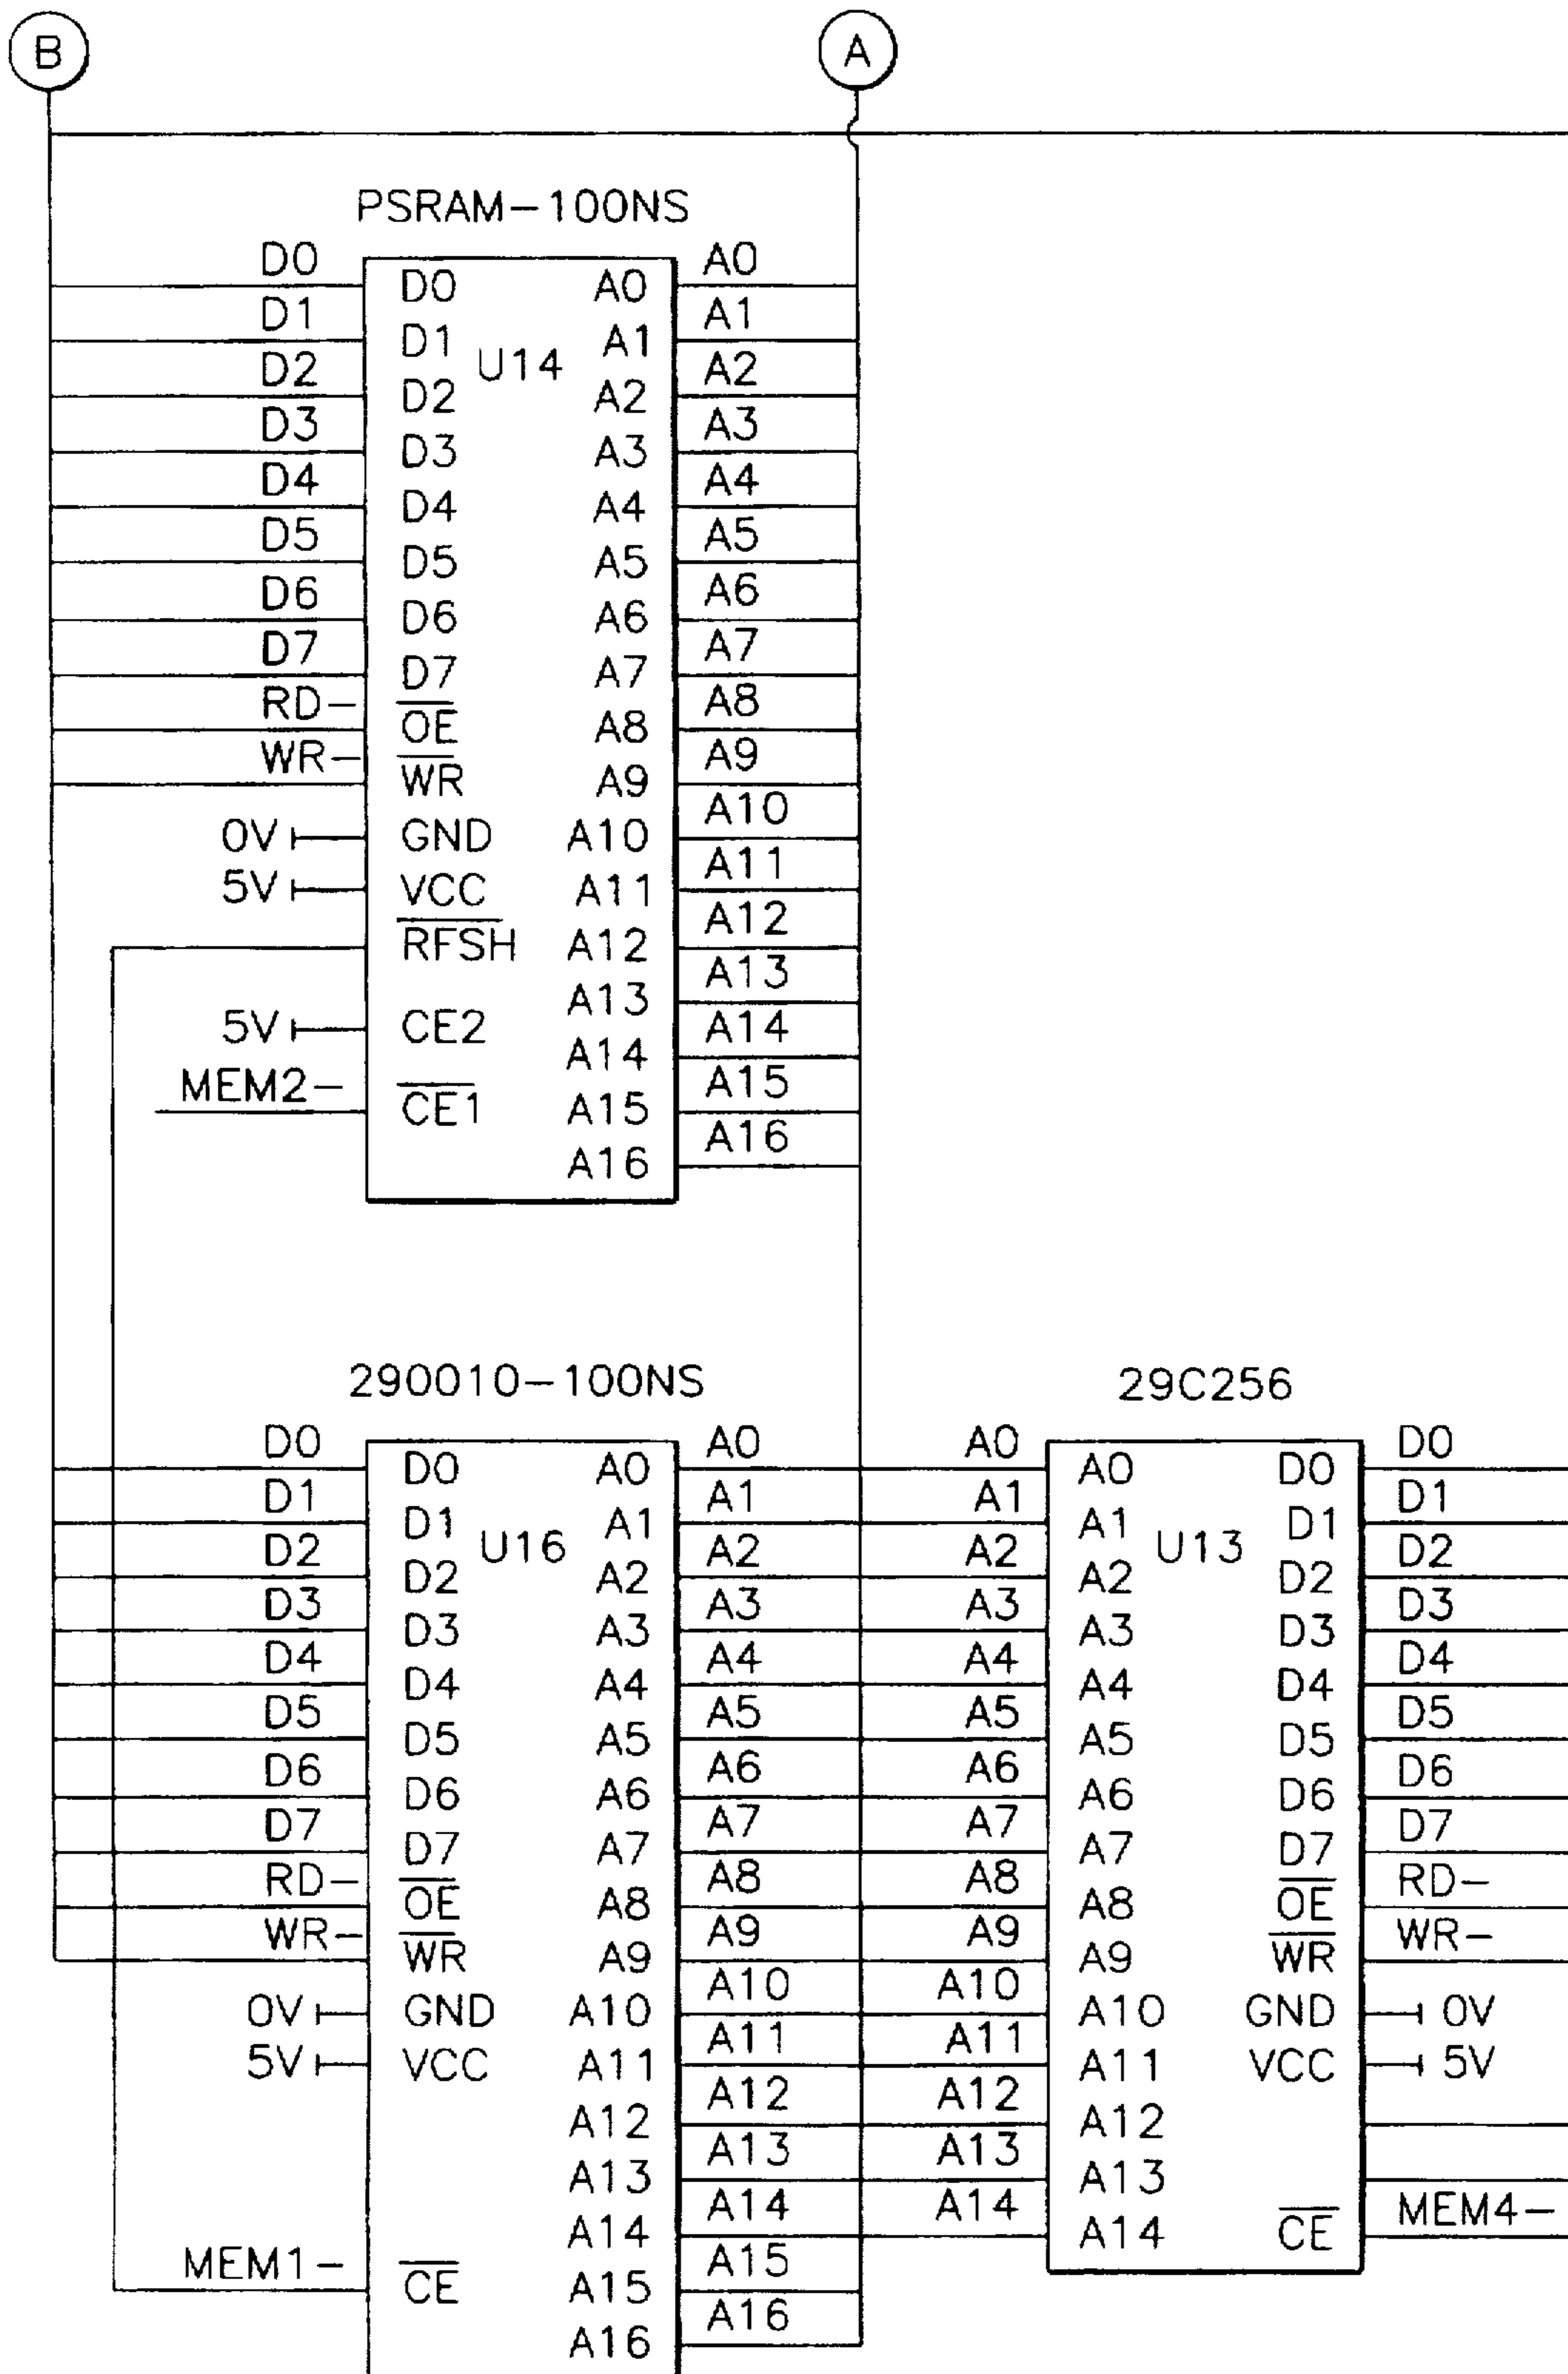 B A
PSRAM-100NS
D0 D0 A0 A0
D1 D1 U14 A1 A1
D2 D2 A2 A2
D3 D3 A3 A3
D4 D4 A4 A4
D5 D5 A5 A5
D6 D6 A6 A6
D7 D7 A7 A7
RD- OE A8 A8
WR- WR A9 A9
0V GND A10 A10
5V VCC A11 A11
RFSH A12 A12
A13 A13
5V CE2 A14 A14
MEM2- CE1 A15 A15
A16 A16
290010-100NS 29C256
D0 D0 A0 A0 A0 A0 D0 D0
D1 D1 U16 A1 A1 A1 A1 U13 D1 D1
D2 D2 A2 A2 A2 A2 D2 D2
D3 D3 A3 A3 A3 A3 D3 D3
D4 D4 A4 A4 A4 A4 D4 D4
D5 D5 A5 A5 A5 A5 D5 D5
D6 D6 A6 A6 A6 A6 D6 D6
D7 D7 A7 A7 A7 A7 D7 D7
RD- OE A8 A8 A8 A8 OE RD-
WR- WR A9 A9 A9 A9 WR WR-
0V GND A10 A10 A10 A10 GND 0V
5V VCC A11 A11 A11 A11 VCC 5V
A12 A12 A12 A12
A13 A13 A13 A13
A14 A14 A14 A14 CE MEM4-
MEM1- CE A15 A15
A16 A16